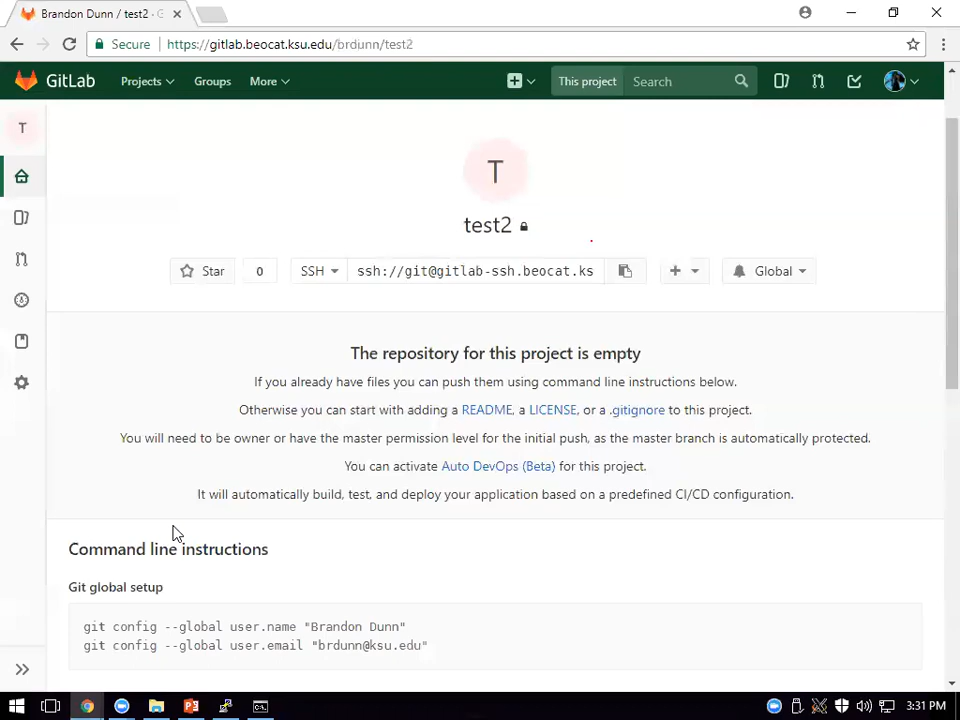 Brandon Dunn / test2 · G
Secure https://gitlab.beocat.ksu.edu/brdunn/test2
GitLab Projects Groups More This project Search
T
T
test2
Star 0 SSH ssh://git@gitlab-ssh.beocat.ks Global
The repository for this project is empty
If you already have files you can push them using command line instructions below.
Otherwise you can start with adding a README, a LICENSE, or a .gitignore to this project.
You will need to be owner or have the master permission level for the initial push, as the master branch is automatically protected.
You can activate Auto DevOps (Beta) for this project.
It will automatically build, test, and deploy your application based on a predefined CI/CD configuration.
Command line instructions
Git global setup
git config --global user.name "Brandon Dunn"
git config --global user.email "brdunn@ksu.edu"
3:31 PM